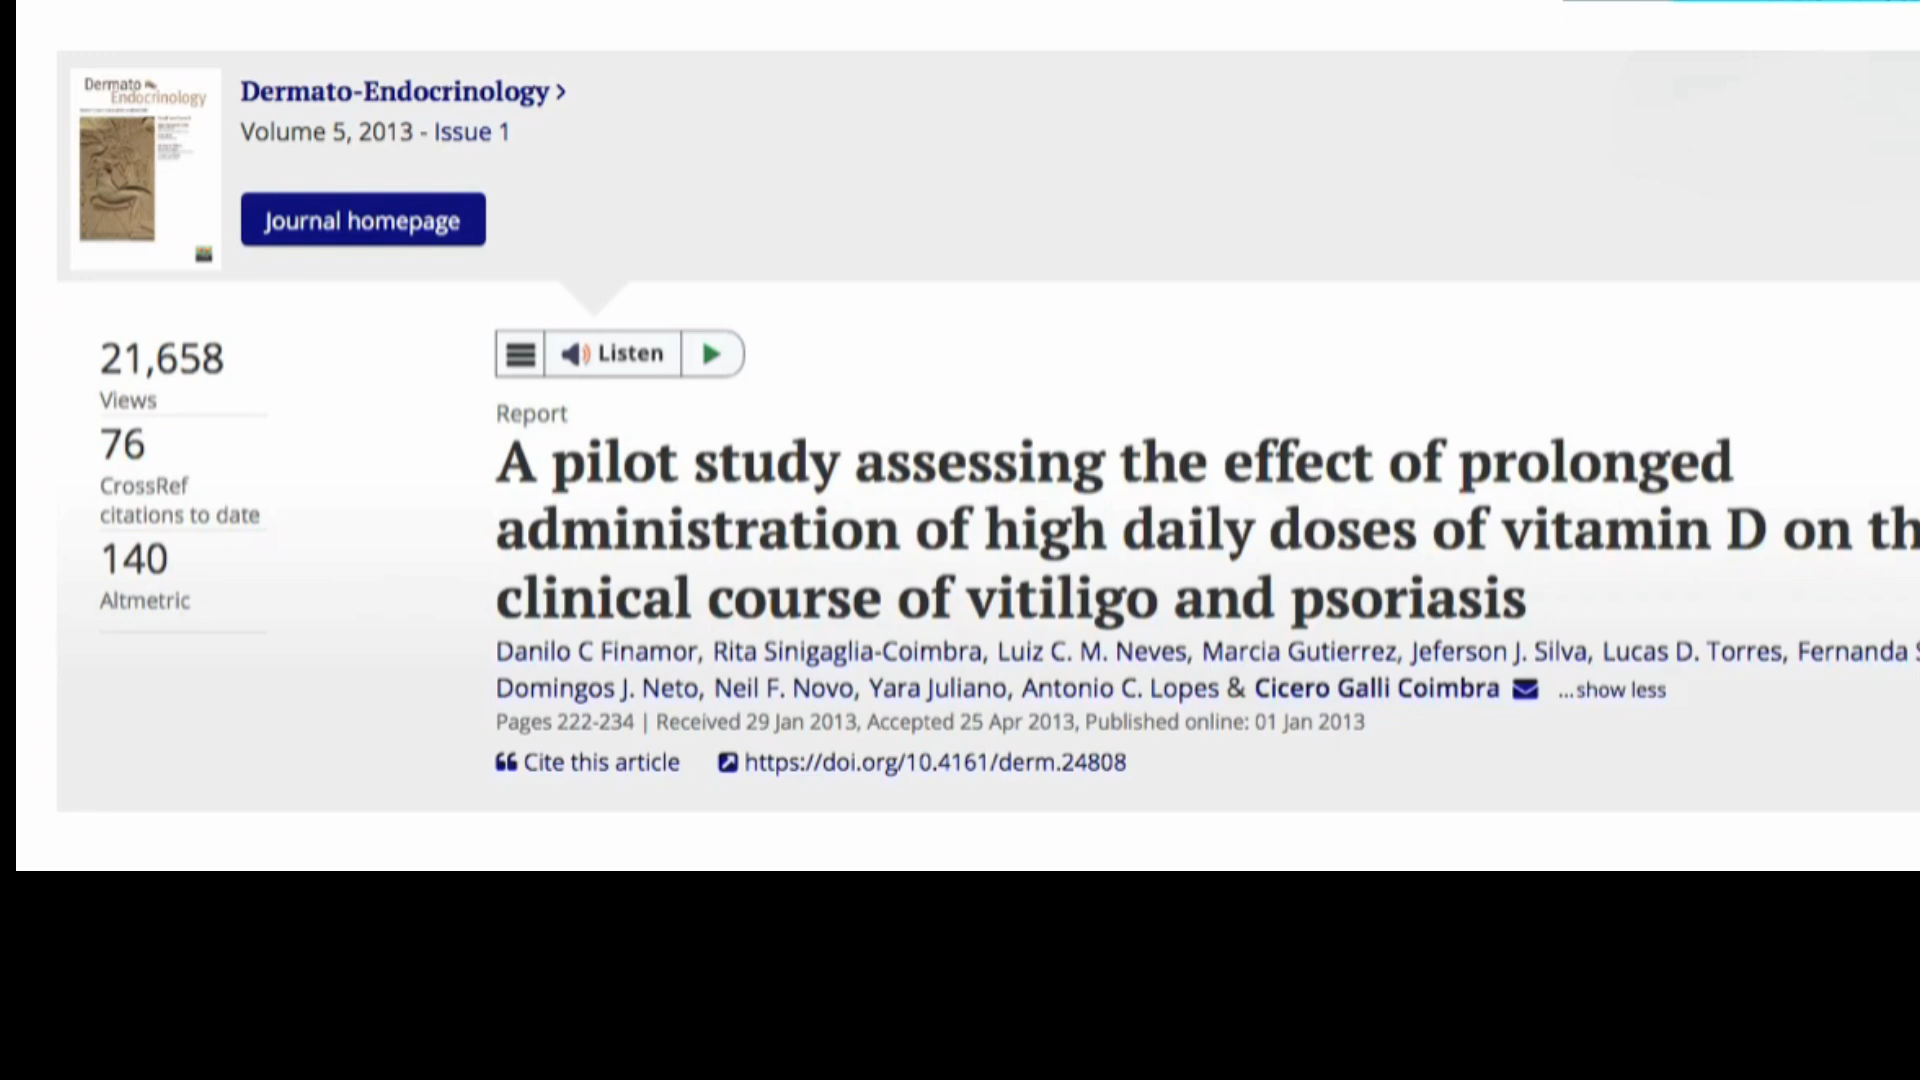 Dermato
Endocrinology
Dermato-Endocrinology >
Volume 5, 2013 - Issue 1
Journal homepage
21,658
Views
76
CrossRef
citations to date
140
Altmetric
Listen
Report
A pilot study assessing the effect of prolonged
administration of high daily doses of vitamin D on th
clinical course of vitiligo and psoriasis
Danilo C Finamor, Rita Sinigaglia-Coimbra, Luiz C. M. Neves, Marcia Gutierrez, Jeferson J. Silva, Lucas D. Torres, Fernanda S
Domingos J. Neto, Neil F. Novo, Yara Juliano, Antonio C. Lopes & Cicero Galli Coimbra ...show less
Pages 222-234 | Received 29 Jan 2013, Accepted 25 Apr 2013, Published online: 01 Jan 2013
Cite this article https://doi.org/10.4161/derm.24808